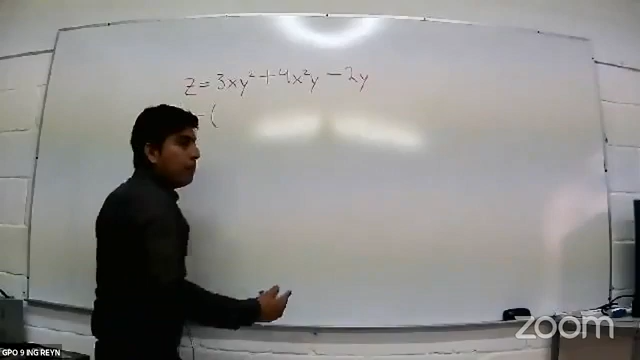 z = 3xy² + 4x²y - 2y
= (
zoom
GPO 9 ING REYN